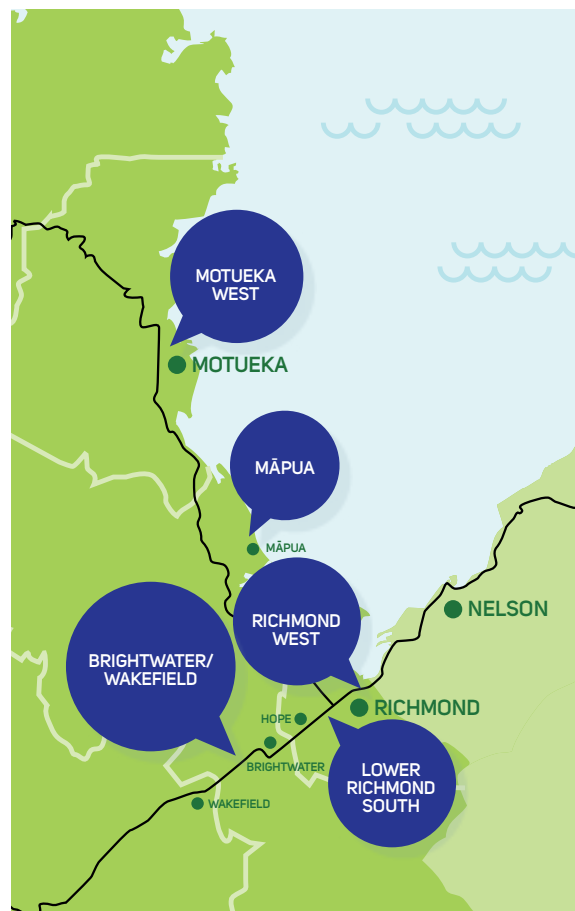 MOTUEKA
WEST
MOTUEKA
MĀPUA
MĀPUA
RICHMOND
WEST
NELSON
BRIGHTWATER/
WAKEFIELD
RICHMOND
HOPE
BRIGHTWATER
LOWER
RICHMOND
SOUTH
WAKEFIELD